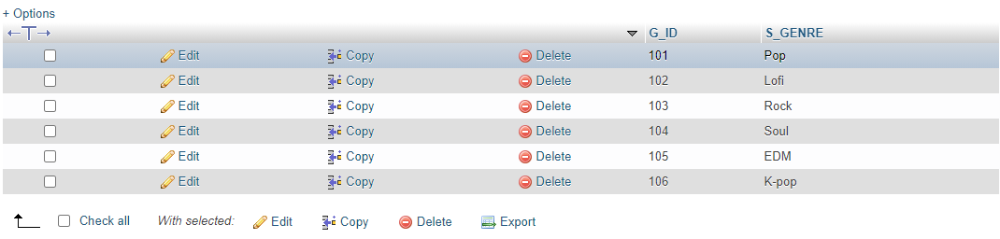 + Options
G_ID S_GENRE
Edit Copy Delete 101 Pop
Edit Copy Delete 102 Lofi
Edit Copy Delete 103 Rock
Edit Copy Delete 104 Soul
Edit Copy Delete 105 EDM
Edit Copy Delete 106 K-pop
Check all With selected: Edit Copy Delete Export